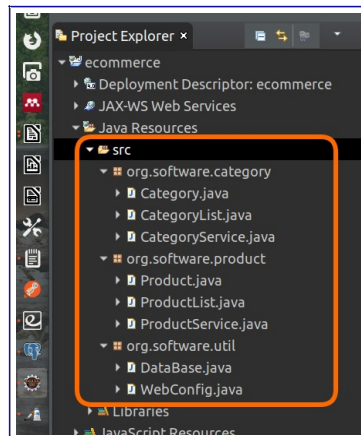 Project Explorer ×
ecommerce
Deployment Descriptor: ecommerce
JAX-WS Web Services
Java Resources
src
org.software.category
Category.java
CategoryList.java
CategoryService.java
org.software.product
Product.java
ProductList.java
ProductService.java
org.software.util
DataBase.java
WebConfig.java
Libraries
JavaScript Resources